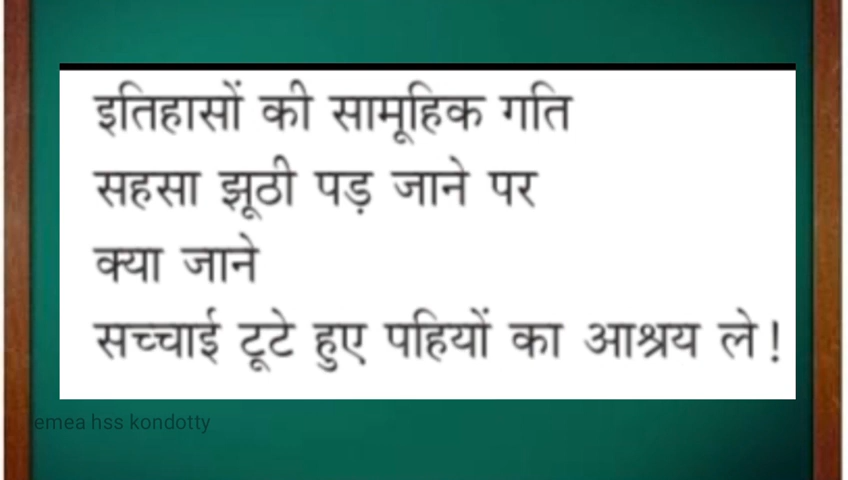 इतिहासों की सामूहिक गति
सहसा झूठी पड़ जाने पर
क्या जाने
सच्चाई टूटे हुए पहियों का आश्रय ले!
emea hss kondotty